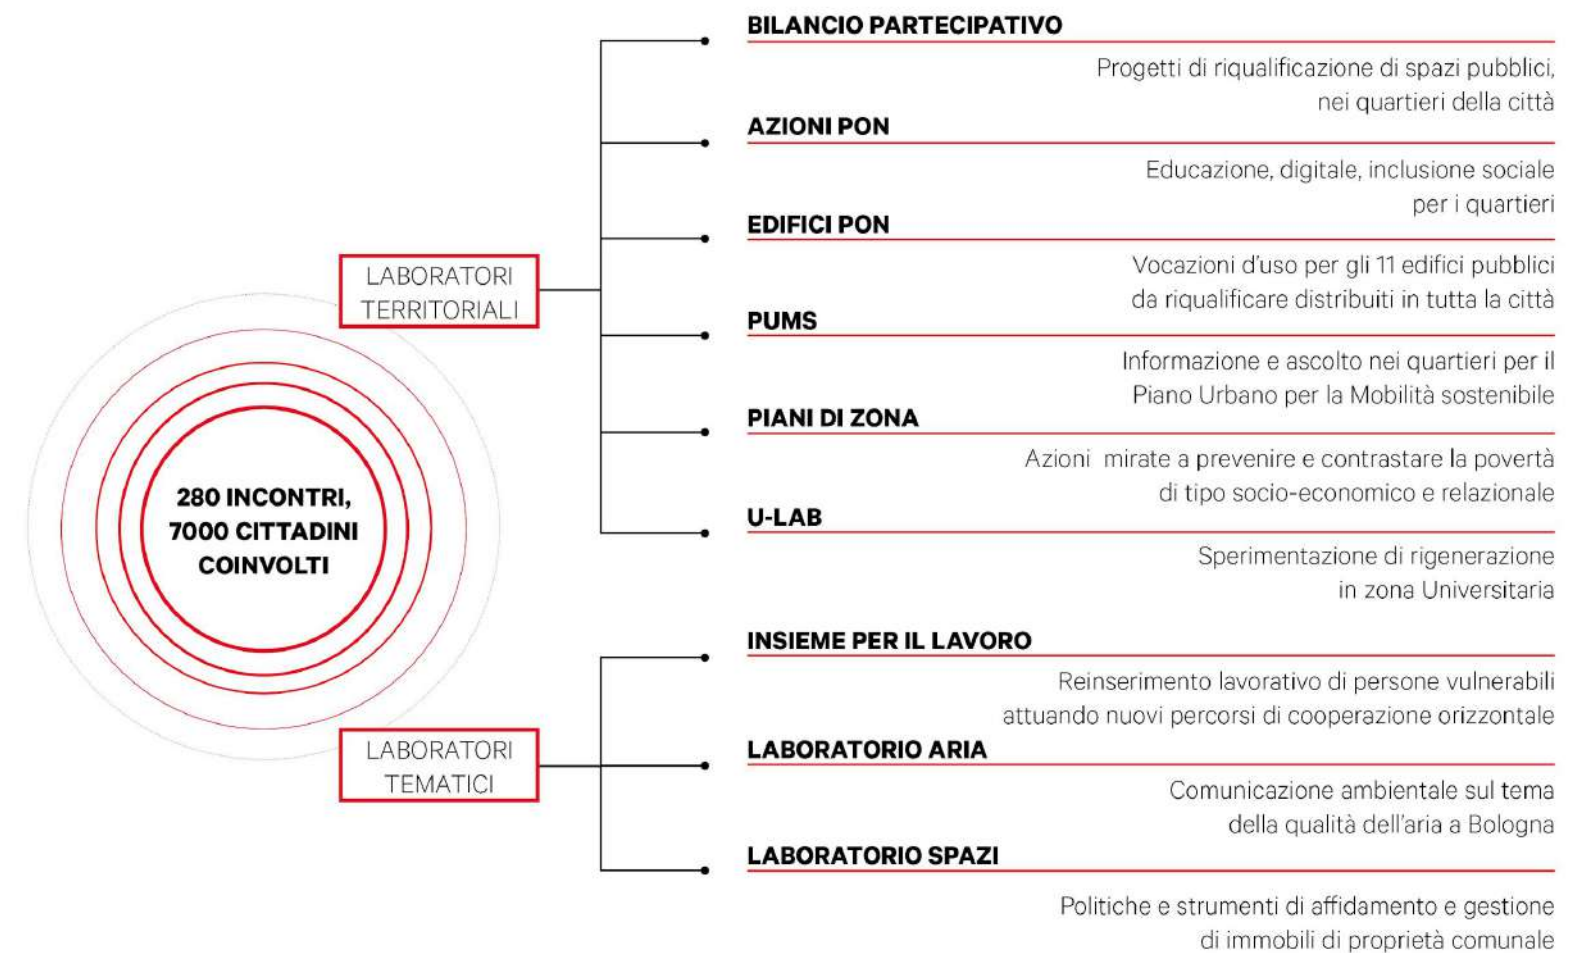 280 INCONTRI,
7000 CITTADINI
COINVOLTI
LABORATORI
TERRITORIALI
BILANCIO PARTECIPATIVO
Progetti di riqualificazione di spazi pubblici,
nei quartieri della città
AZIONI PON
Educazione, digitale, inclusione sociale
per i quartieri
EDIFICI PON
Vocazioni d'uso per gli 11 edifici pubblici
da riqualificare distribuiti in tutta la città
PUMS
Informazione e ascolto nei quartieri per il
Piano Urbano per la Mobilità sostenibile
PIANI DI ZONA
Azioni mirate a prevenire e contrastare la povertà
di tipo socio-economico e relazionale
U-LAB
Sperimentazione di rigenerazione
in zona Universitaria
LABORATORI
TEMATICI
INSIEME PER IL LAVORO
Reinserimento lavorativo di persone vulnerabili
attuando nuovi percorsi di cooperazione orizzontale
LABORATORIO ARIA
Comunicazione ambientale sul tema
della qualità dell'aria a Bologna
LABORATORIO SPAZI
Politiche e strumenti di affidamento e gestione
di immobili di proprietà comunale